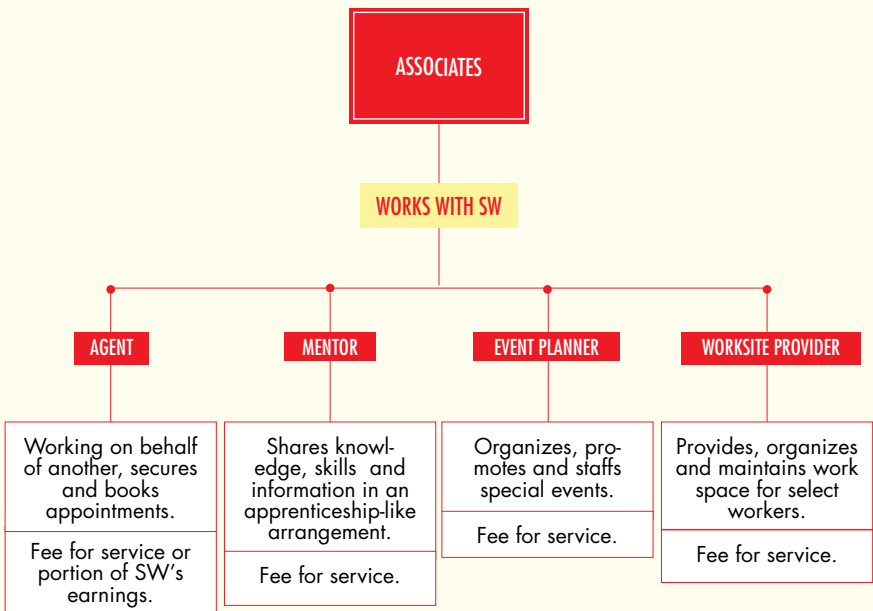 ASSOCIATES
WORKS WITH SW
AGENT
MENTOR
EVENT PLANNER
WORKSITE PROVIDER
Working on behalf
of another, secures
and books
appointments.
Fee for service or
portion of SW's
earnings.
Shares knowl-
edge, skills and
information in an
apprenticeship-like
arrangement.
Fee for service.
Organizes, pro-
motes and staffs
special events.
Fee for service.
Provides, organizes
and maintains work
space for select
workers.
Fee for service.